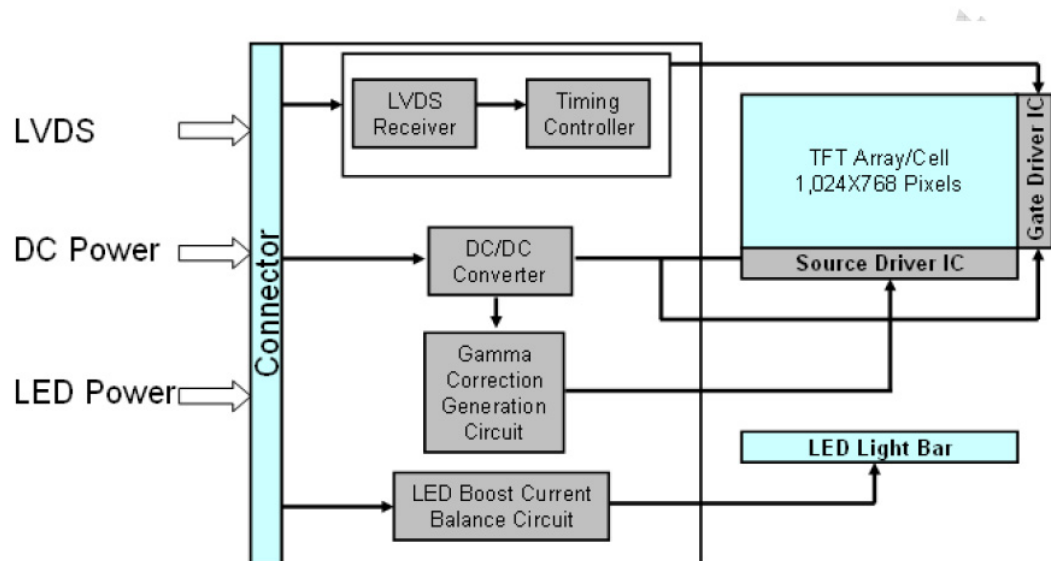 LVDS
DC Power
LED Power
Connector
LVDS
Receiver
Timing
Controller
DC/DC
Converter
Gamma
Correction
Generation
Circuit
LED Boost Current
Balance Circuit
TFT Array/Cell
1,024X768 Pixels
Gate Driver IC
Source Driver IC
LED Light Bar